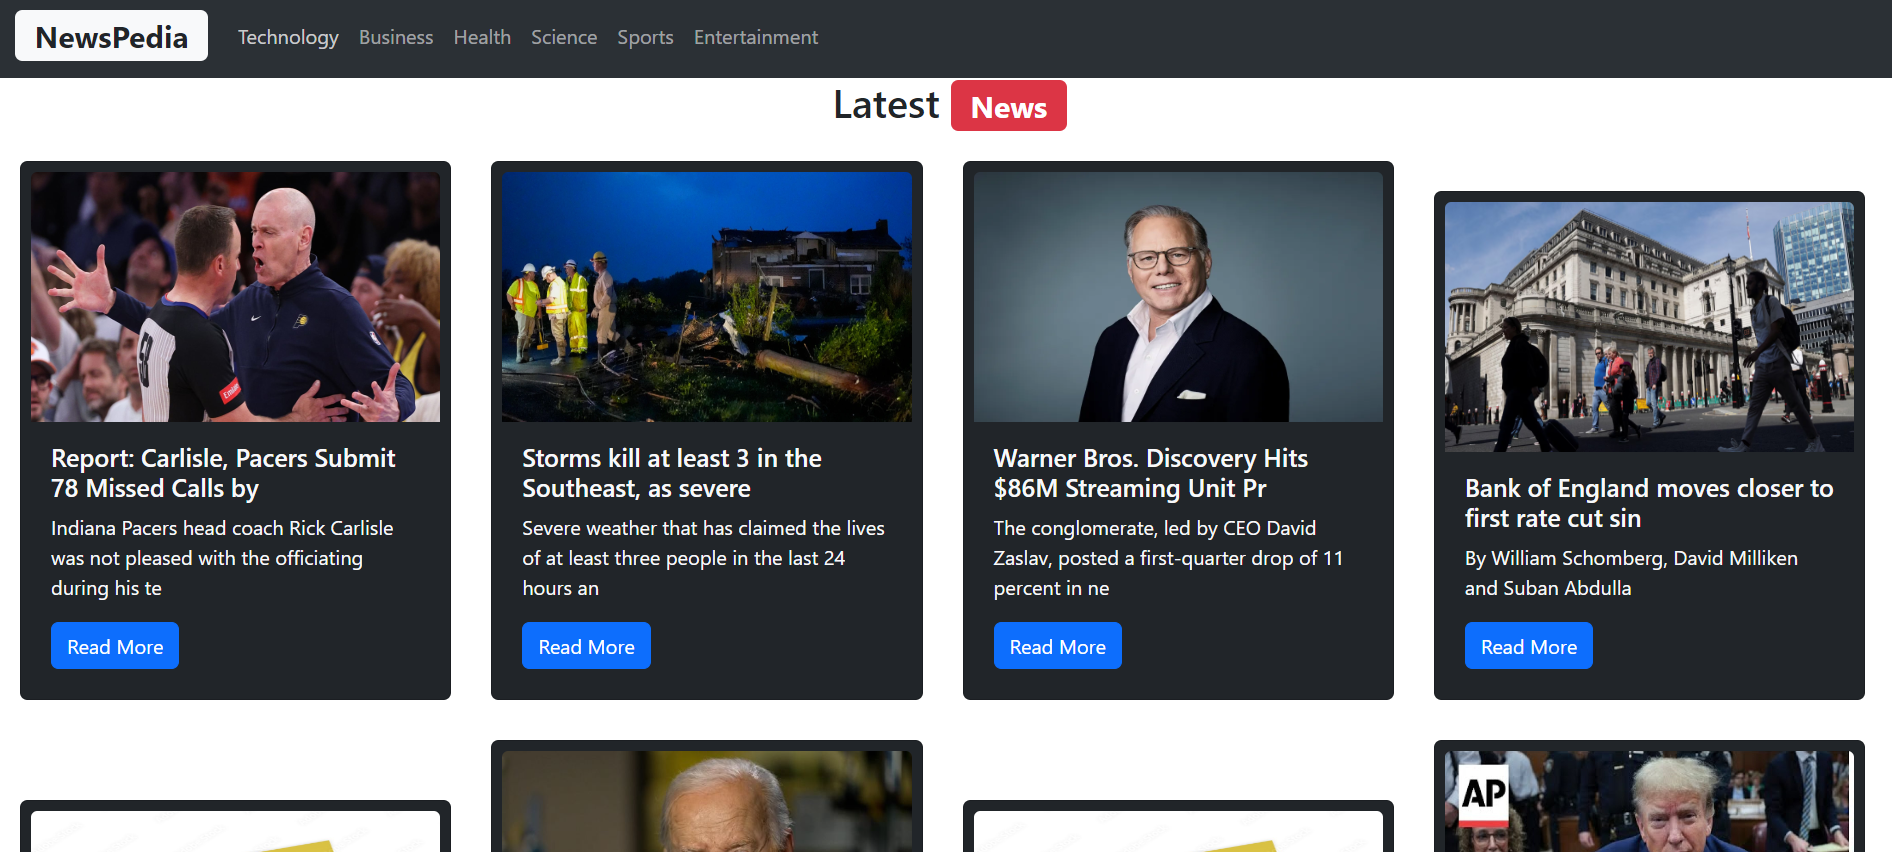 NewsPedia
Technology Business Health Science Sports Entertainment
Latest News
Report: Carlisle, Pacers Submit
78 Missed Calls by
Indiana Pacers head coach Rick Carlisle
was not pleased with the officiating
during his te
Read More
Storms kill at least 3 in the
Southeast, as severe
Severe weather that has claimed the lives
of at least three people in the last 24
hours an
Read More
Warner Bros. Discovery Hits
$86M Streaming Unit Pr
The conglomerate, led by CEO David
Zaslav, posted a first-quarter drop of 11
percent in ne
Read More
Bank of England moves closer to
first rate cut sin
By William Schomberg, David Milliken
and Suban Abdulla
Read More
AP